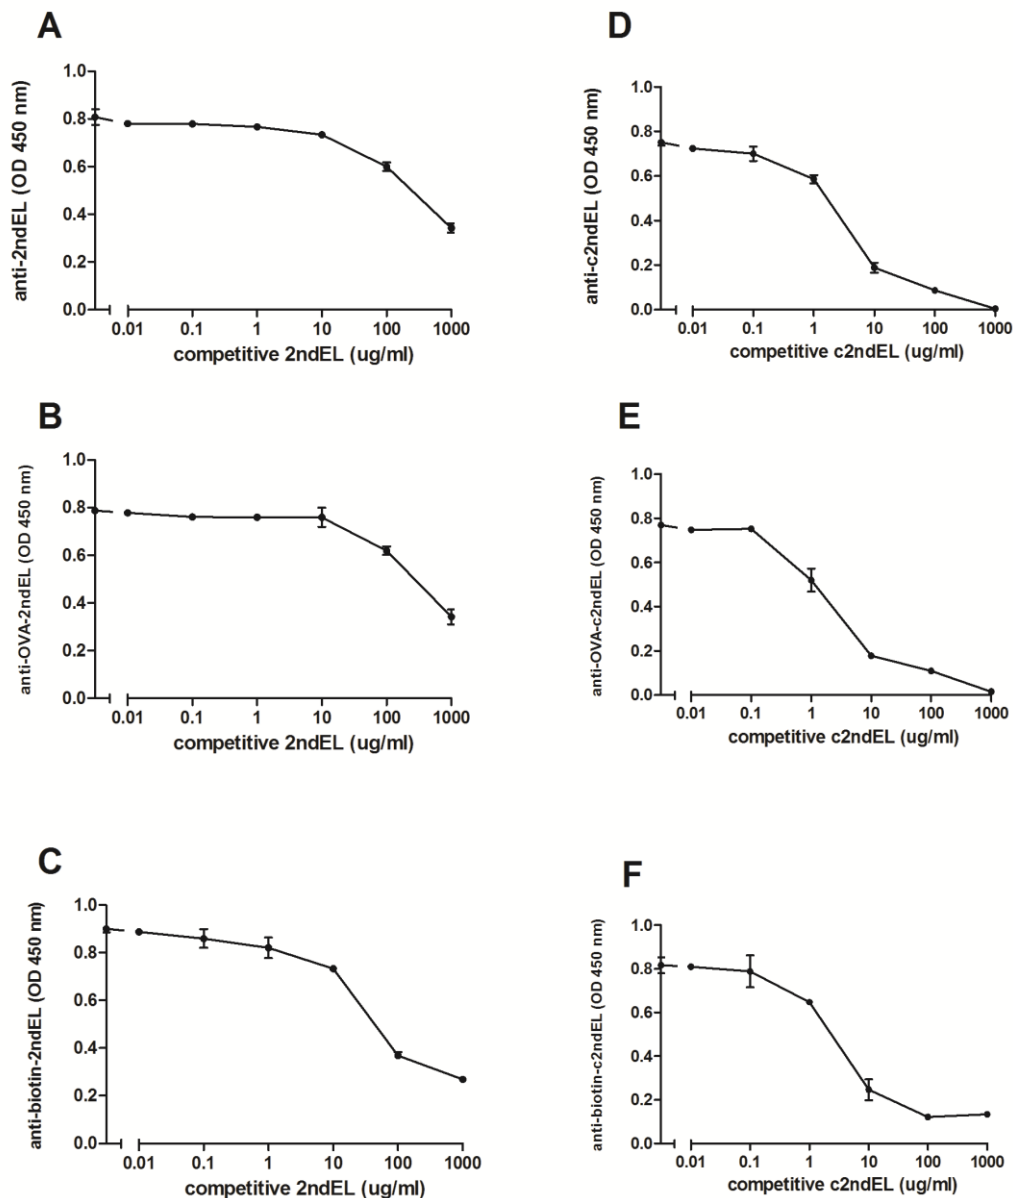 A
anti-2ndEL (OD 450 nm)
1.0
0.8
0.6
0.4
0.2
0.0
0.01 0.1 1 10 100 1000
competitive 2ndEL (ug/ml)
D
anti-c2ndEL (OD 450 nm)
1.0
0.8
0.6
0.4
0.2
0.0
0.01 0.1 1 10 100 1000
competitive c2ndEL (ug/ml)
B
anti-OVA-2ndEL (OD 450 nm)
1.0
0.8
0.6
0.4
0.2
0.0
0.01 0.1 1 10 100 1000
competitive 2ndEL (ug/ml)
E
anti-OVA-c2ndEL (OD 450 nm)
1.0
0.8
0.6
0.4
0.2
0.0
0.01 0.1 1 10 100 1000
competitive c2ndEL (ug/ml)
C
anti-biotin-2ndEL (OD 450 nm)
1.0
0.8
0.6
0.4
0.2
0.0
0.01 0.1 1 10 100 1000
competitive 2ndEL (ug/ml)
F
anti-biotin-c2ndEL (OD 450 nm)
1.0
0.8
0.6
0.4
0.2
0.0
0.01 0.1 1 10 100 1000
competitive c2ndEL (ug/ml)